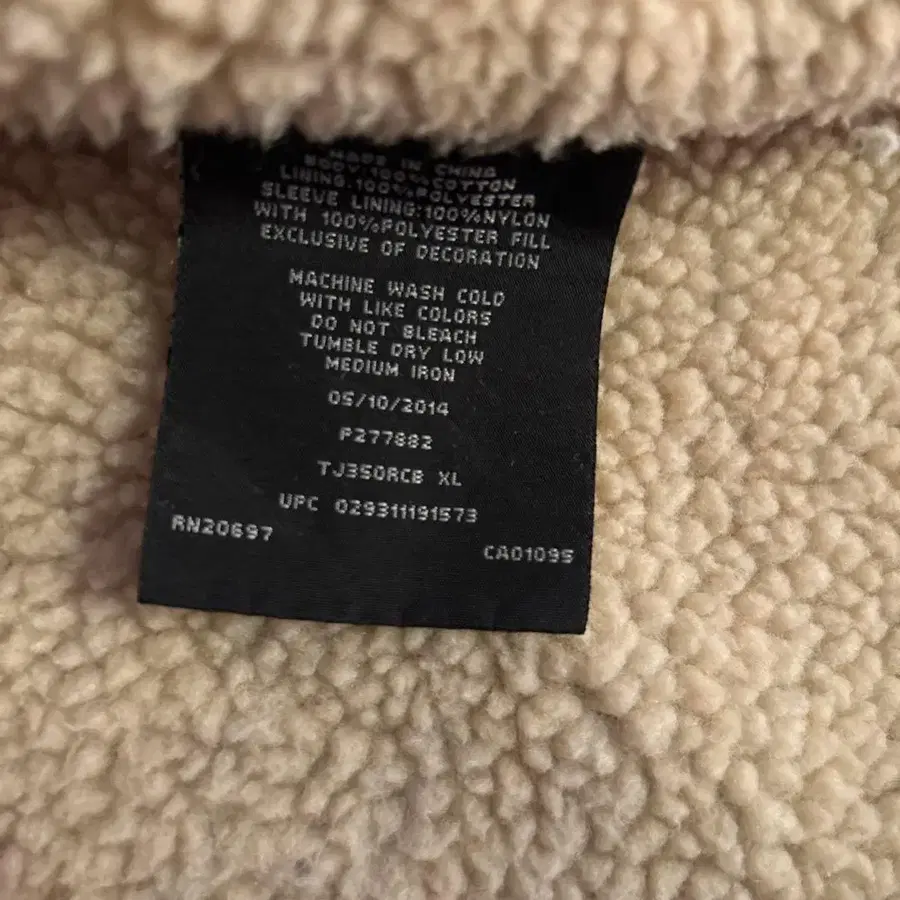 MADE IN CHINA
BODY:100%COTTON
LINING:100%POLYESTER
SLEEVE LINING:100%NYLON
WITH 100%POLYESTER FILL
EXCLUSIVE OF DECORATION
MACHINE WASH COLD
WITH LIKE COLORS
DO NOT BLEACH
TUMBLE DRY LOW
MEDIUM IRON
05/10/2014
P277882
TJ350RCB XL
UPC 029311191573
RN20697
CA01095